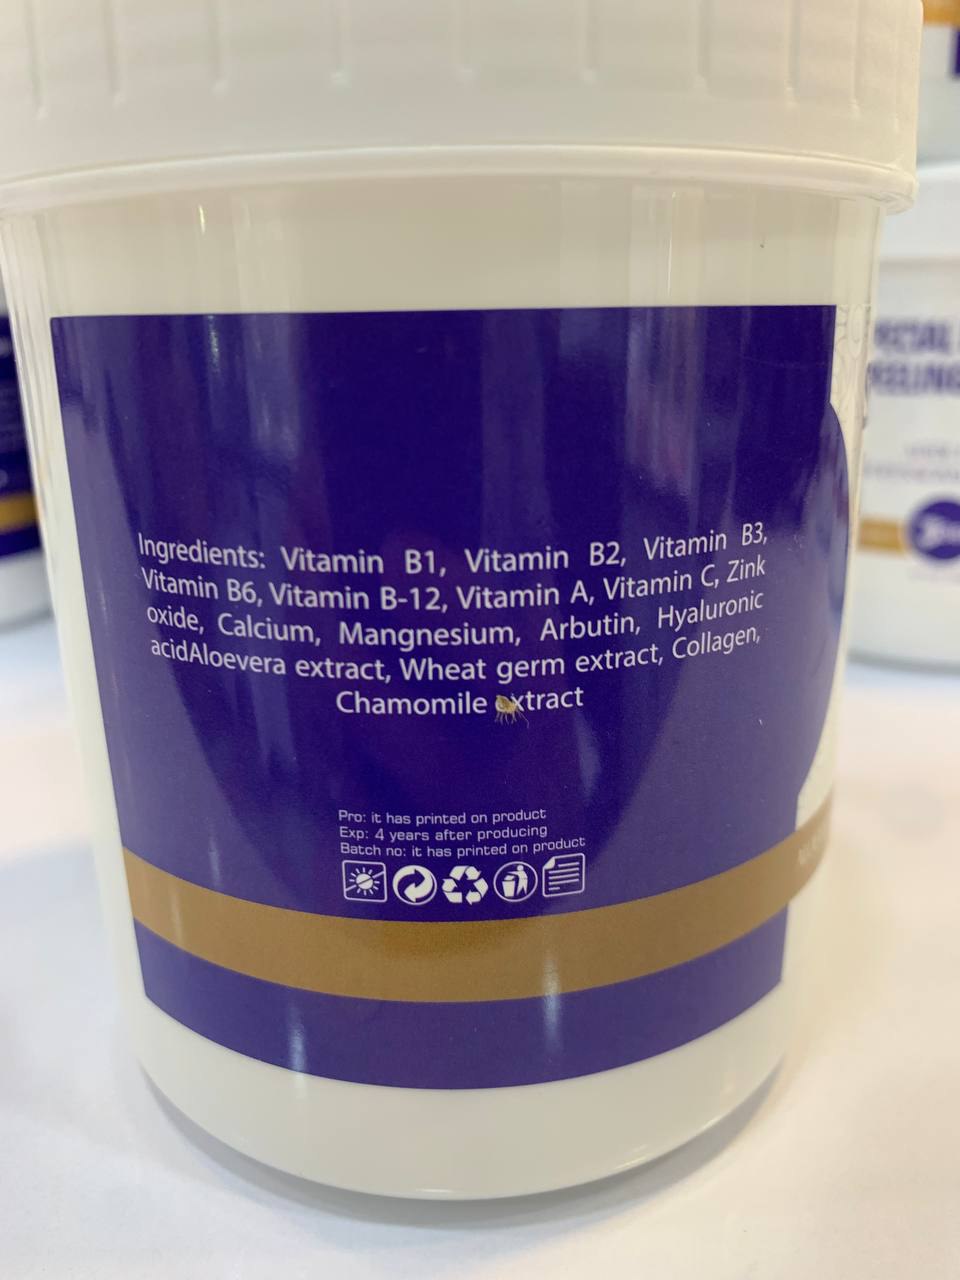 Ingredients: Vitamin B1, Vitamin B2, Vitamin B3,
Vitamin B6, Vitamin B-12, Vitamin A, Vitamin C, Zink
oxide, Calcium, Mangnesium, Arbutin, Hyaluronic
acidAloevera extract, Wheat germ extract, Collagen,
Chamomile extract
Pro: it has printed on product
Exp: 4 years after producing
Batch no: it has printed on product